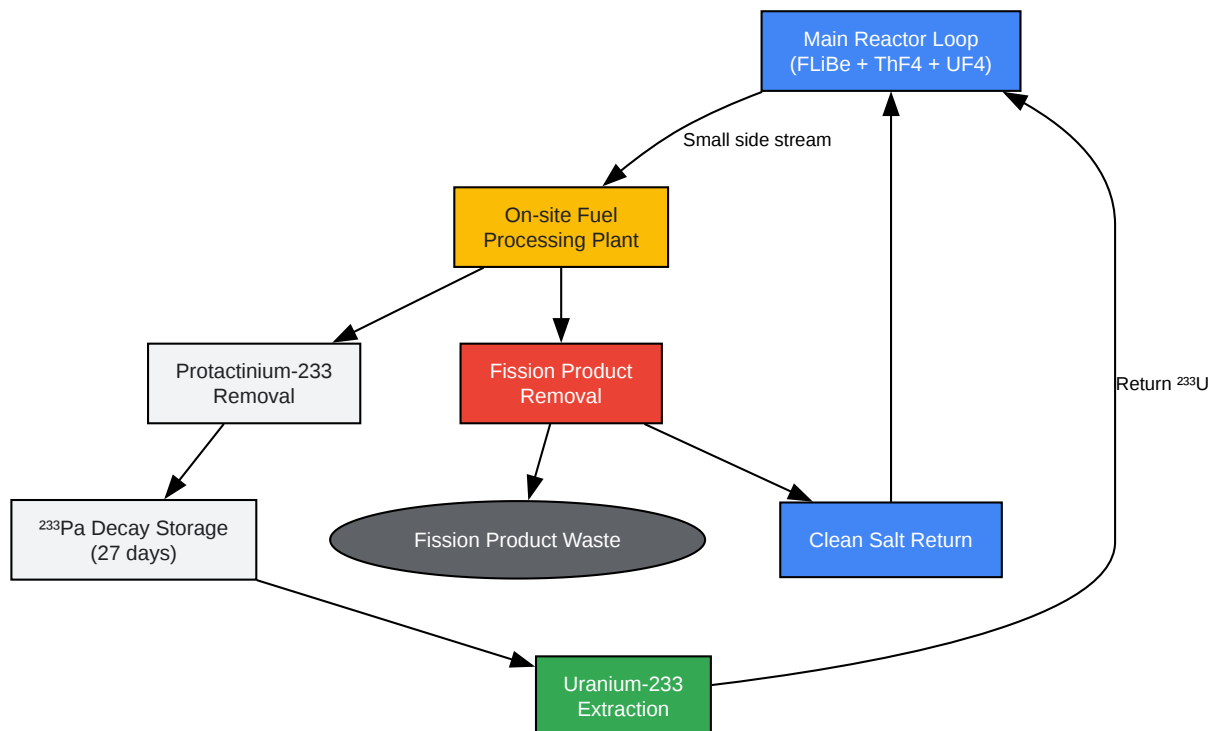 Main Reactor Loop
(FLiBe + ThF4 + UF4)
Small side stream
On-site Fuel
Processing Plant
Protactinium-233
Removal
Fission Product
Removal
Return ²³³U
²³³Pa Decay Storage
(27 days)
Fission Product Waste
Clean Salt Return
Uranium-233
Extraction